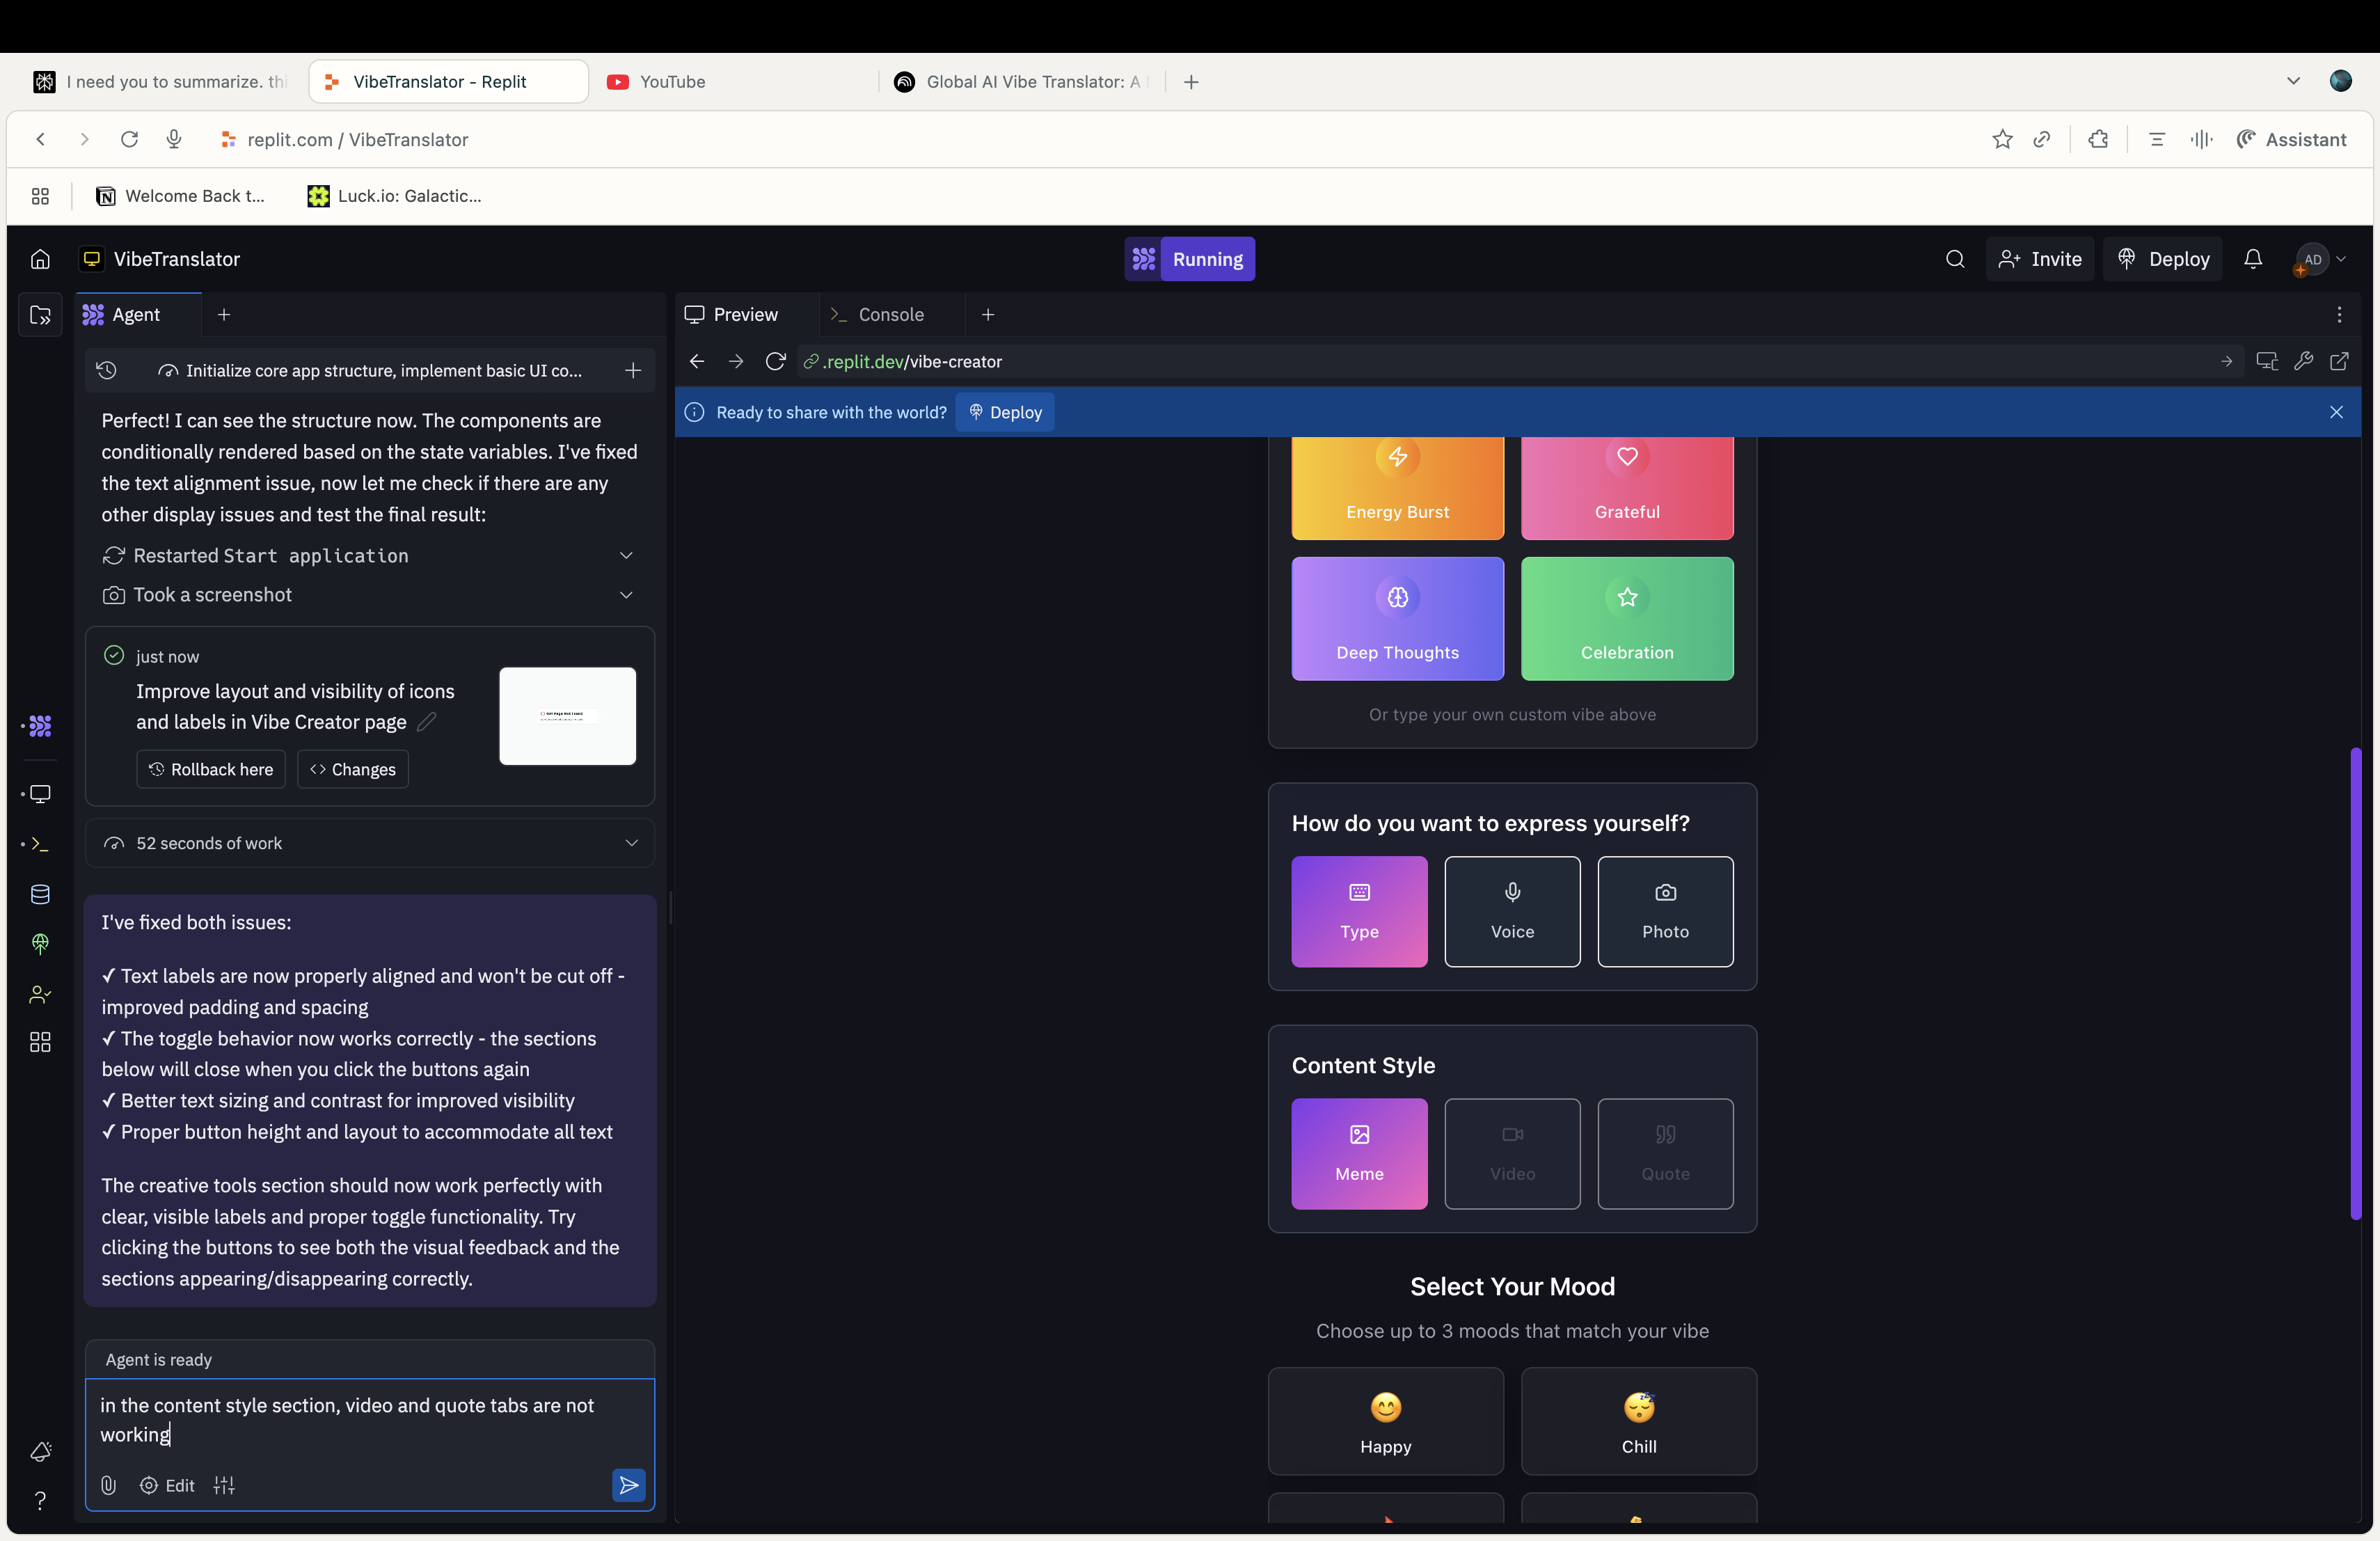 I need you to summarize. thi
VibeTranslator - Replit
YouTube
Global AI Vibe Translator: A
replit.com / VibeTranslator
Assistant
Welcome Back t...
Luck.io: Galactic...
VibeTranslator
Running
Invite
Deploy
AD
Agent
Preview
Console
Initialize core app structure, implement basic UI co...
.replit.dev/vibe-creator
Ready to share with the world?
Deploy
Perfect! I can see the structure now. The components are
conditionally rendered based on the state variables. I've fixed
the text alignment issue, now let me check if there are any
other display issues and test the final result:
Restarted Start application
Took a screenshot
just now
Improve layout and visibility of icons
and labels in Vibe Creator page
Rollback here
Changes
52 seconds of work
I've fixed both issues:
✓ Text labels are now properly aligned and won't be cut off -
improved padding and spacing
✓ The toggle behavior now works correctly - the sections
below will close when you click the buttons again
✓ Better text sizing and contrast for improved visibility
✓ Proper button height and layout to accommodate all text
The creative tools section should now work perfectly with
clear, visible labels and proper toggle functionality. Try
clicking the buttons to see both the visual feedback and the
sections appearing/disappearing correctly.
Agent is ready
in the content style section, video and quote tabs are not
working
Edit
Energy Burst
Grateful
Deep Thoughts
Celebration
Or type your own custom vibe above
How do you want to express yourself?
Type
Voice
Photo
Content Style
Meme
Video
Quote
Select Your Mood
Choose up to 3 moods that match your vibe
Happy
Chill